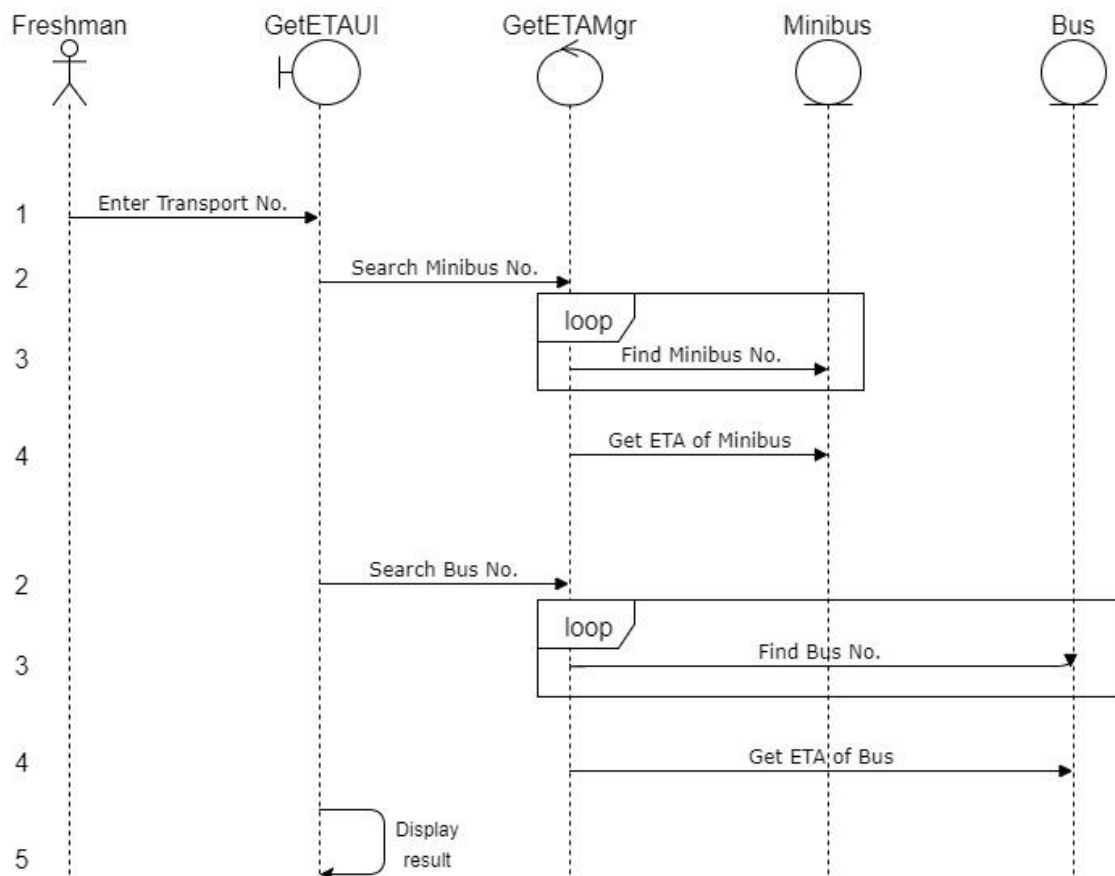 Freshman GetETAUI GetETAMgr Minibus Bus
1 Enter Transport No.
2 Search Minibus No.
loop
3 Find Minibus No.
4 Get ETA of Minibus
2 Search Bus No.
loop
3 Find Bus No.
4 Get ETA of Bus
Display
5 result